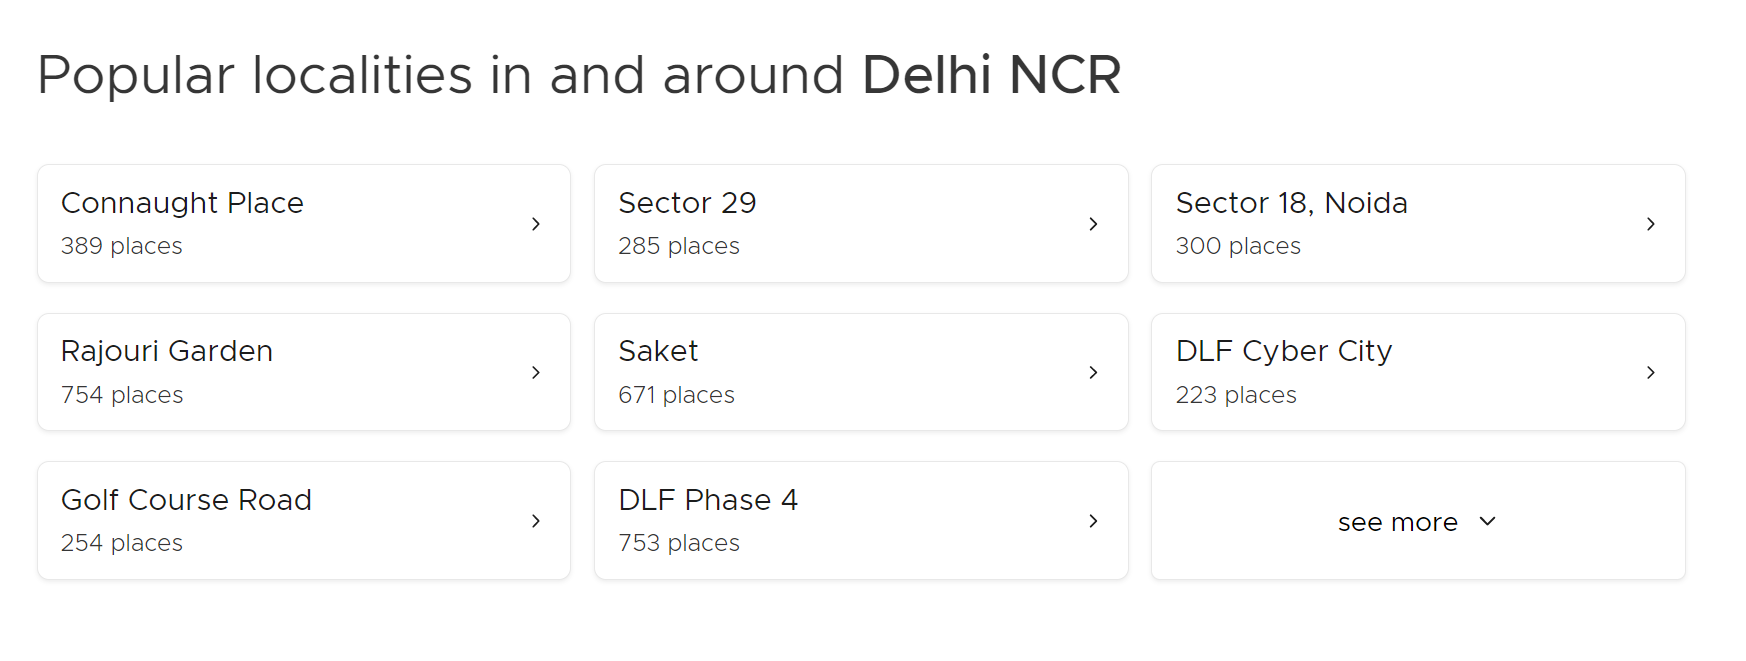 Popular localities in and around Delhi NCR
Connaught Place
389 places
Sector 29
285 places
Sector 18, Noida
300 places
Rajouri Garden
754 places
Saket
671 places
DLF Cyber City
223 places
Golf Course Road
254 places
DLF Phase 4
753 places
see more